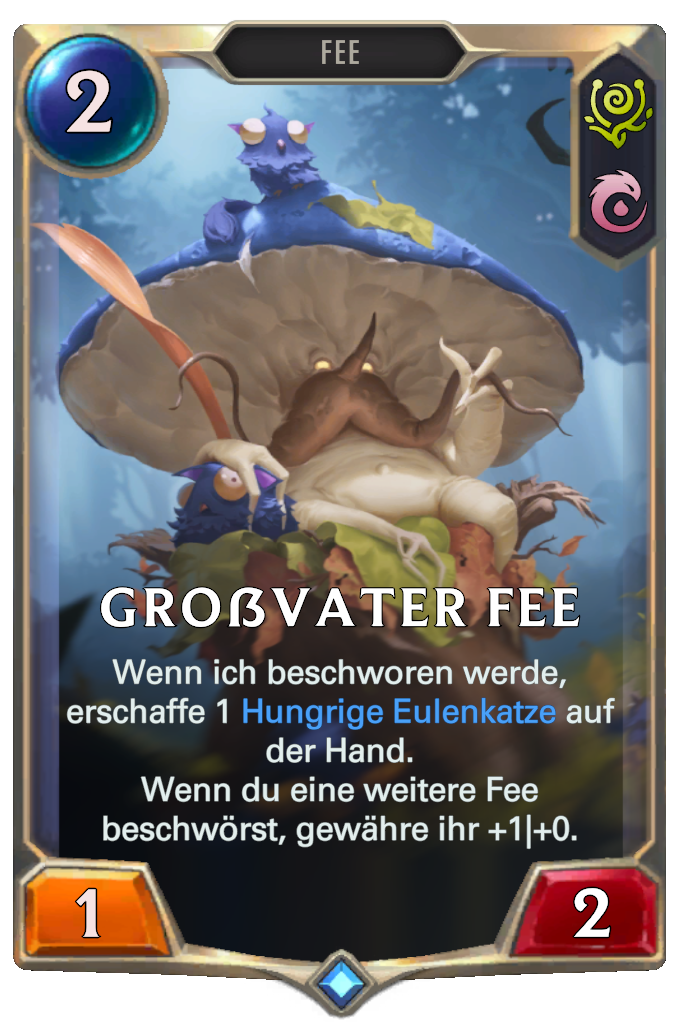 FEE
2
GROẞVATER FEE
Wenn ich beschworen werde,
erschaffe 1 Hungrige Eulenkatze auf
der Hand.
Wenn du eine weitere Fee
beschwörst, gewähre ihr +1|+0.
1
2